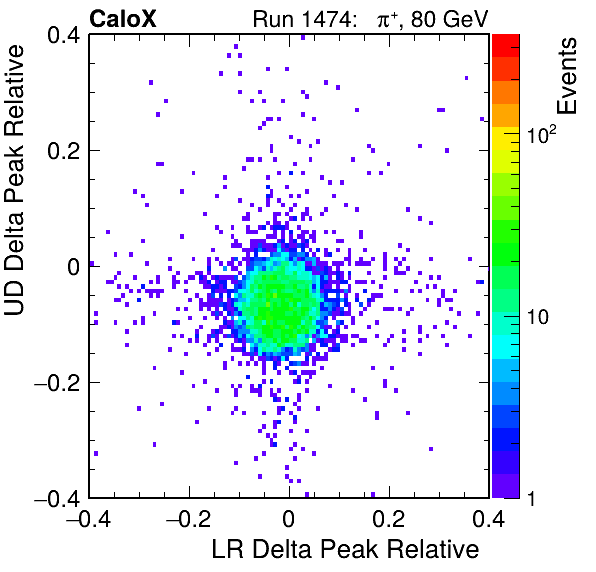 CaloX Run 1474: π⁺, 80 GeV
0.4
0.2
0
−0.2
−0.4
UD Delta Peak Relative
−0.4 −0.2 0 0.2 0.4
LR Delta Peak Relative
Events
10²
10
1